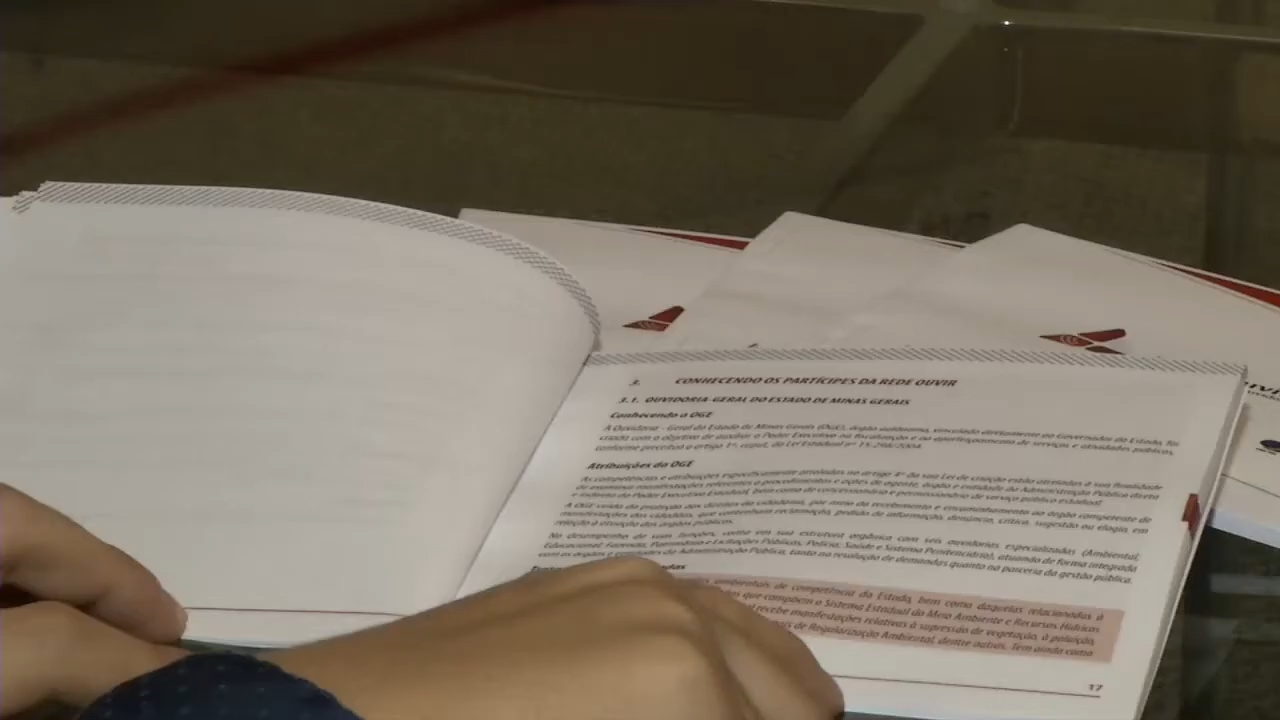 3. CONHECENDO OS PARTÍCIPES DA REDE OUVIR
3.1. OUVIDORIA-GERAL DO ESTADO DE MINAS GERAIS
Conhecendo a OGE
A Ouvidoria - Geral do Estado de Minas Gerais (OGE), órgão autônomo, vinculado diretamente ao Governador do Estado, foi
criada com o objetivo de auxiliar o Poder Executivo na fiscalização e no aperfeiçoamento de serviços e atividades públicos,
conforme preceitua o artigo 1º, caput, da Lei Estadual nº 15.298/2004.
Atribuições da OGE
As competências e atribuições especificamente arroladas no artigo 4º da sua Lei de criação estão atreladas à sua finalidade
de examinar manifestações referentes a procedimentos e ações de agente, órgão e entidade da Administração Pública direta
e indireta do Poder Executivo Estadual, bem como de concessionário e permissionário de serviço público estadual.
A OGE cuida da proteção dos direitos do cidadão, por meio do recebimento e encaminhamento ao órgão competente de
manifestações dos cidadãos, que contenham reclamação, pedido de informação, denúncia, crítica, sugestão ou elogio, em
relação à atuação dos órgãos públicos.
No desempenho de suas funções, conta em sua estrutura orgânica com seis ouvidorias especializadas (Ambiental,
Educacional, Fazenda, Patrimônio e Licitações Públicas, Polícia, Saúde e Sistema Penitenciário), atuando de forma integrada
com os órgãos e entidades da Administração Pública, tanto na resolução de demandas quanto na parceria da gestão pública.
ambientais de competência do Estado, bem como daquelas relacionadas à
que compõem o Sistema Estadual do Meio Ambiente e Recursos Hídricos
recebe manifestações relativas à supressão de vegetação, à poluição,
de Regularização Ambiental, dentre outros. Tem ainda como
17